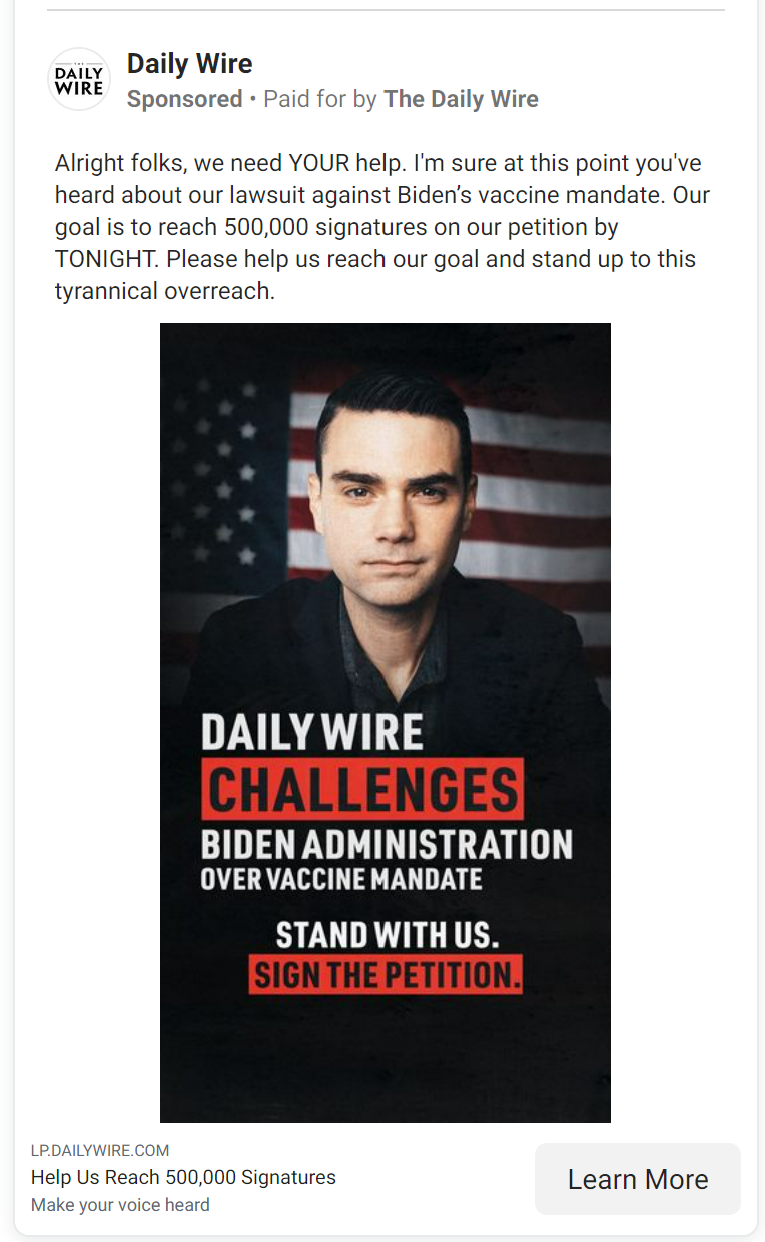 THE
DAILY
WIRE
Daily Wire
Sponsored • Paid for by The Daily Wire
Alright folks, we need YOUR help. I'm sure at this point you've
heard about our lawsuit against Biden’s vaccine mandate. Our
goal is to reach 500,000 signatures on our petition by
TONIGHT. Please help us reach our goal and stand up to this
tyrannical overreach.
DAILY WIRE
CHALLENGES
BIDEN ADMINISTRATION
OVER VACCINE MANDATE
STAND WITH US.
SIGN THE PETITION.
LP.DAILYWIRE.COM
Help Us Reach 500,000 Signatures
Make your voice heard
Learn More